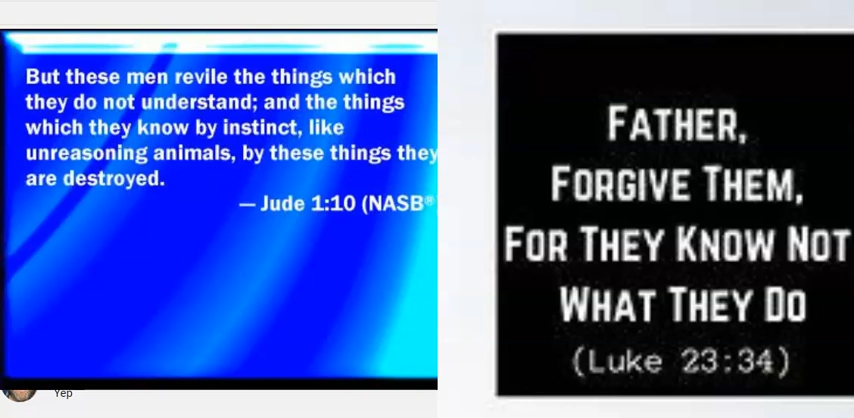 But these men revile the things which
they do not understand; and the things
which they know by instinct, like
unreasoning animals, by these things they
are destroyed.
— Jude 1:10 (NASB®
Yep
FATHER,
FORGIVE THEM,
FOR THEY KNOW NOT
WHAT THEY DO
(Luke 23:34)